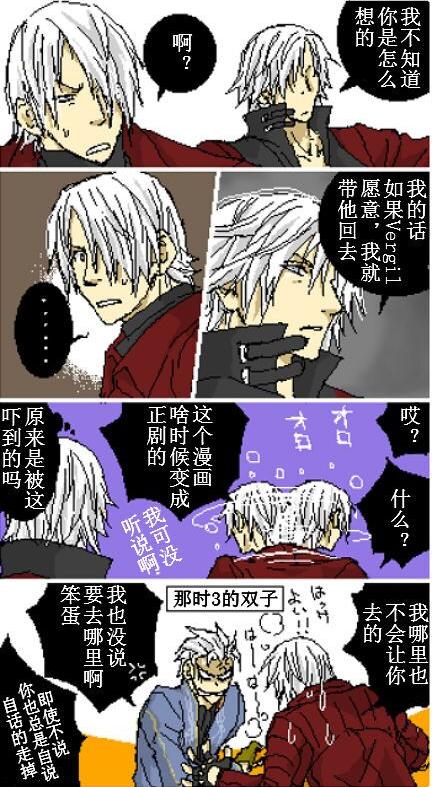 我不知道
你是怎么
想的
啊？
我的话
如果Vergil
愿意，我就
带他回去
......
哎？
什么？
オロ
オロ
这个漫画
啥时候变成
正剧的
我可没
听说啊
原来是被这
吓到的吗
那时3的双子
我哪里也
不会让你
去的
我也没说
要去哪里啊
笨蛋
即使不说
你也总是自说
自话的走掉